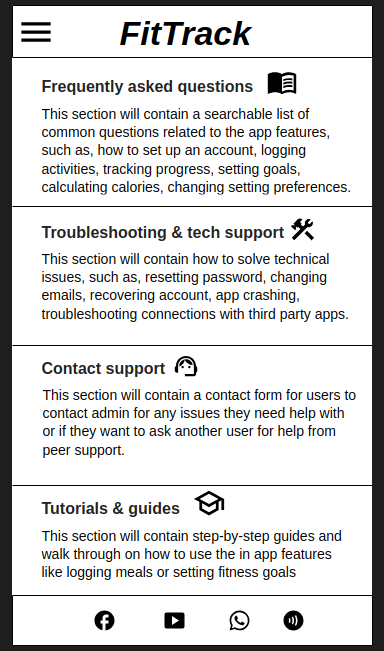 FitTrack
Frequently asked questions
This section will contain a searchable list of
common questions related to the app features,
such as, how to set up an account, logging
activities, tracking progress, setting goals,
calculating calories, changing setting preferences.
Troubleshooting & tech support
This section will contain how to solve technical
issues, such as, resetting password, changing
emails, recovering account, app crashing,
troubleshooting connections with third party apps.
Contact support
This section will contain a contact form for users to
contact admin for any issues they need help with
or if they want to ask another user for help from
peer support.
Tutorials & guides
This section will contain step-by-step guides and
walk through on how to use the in app features
like logging meals or setting fitness goals